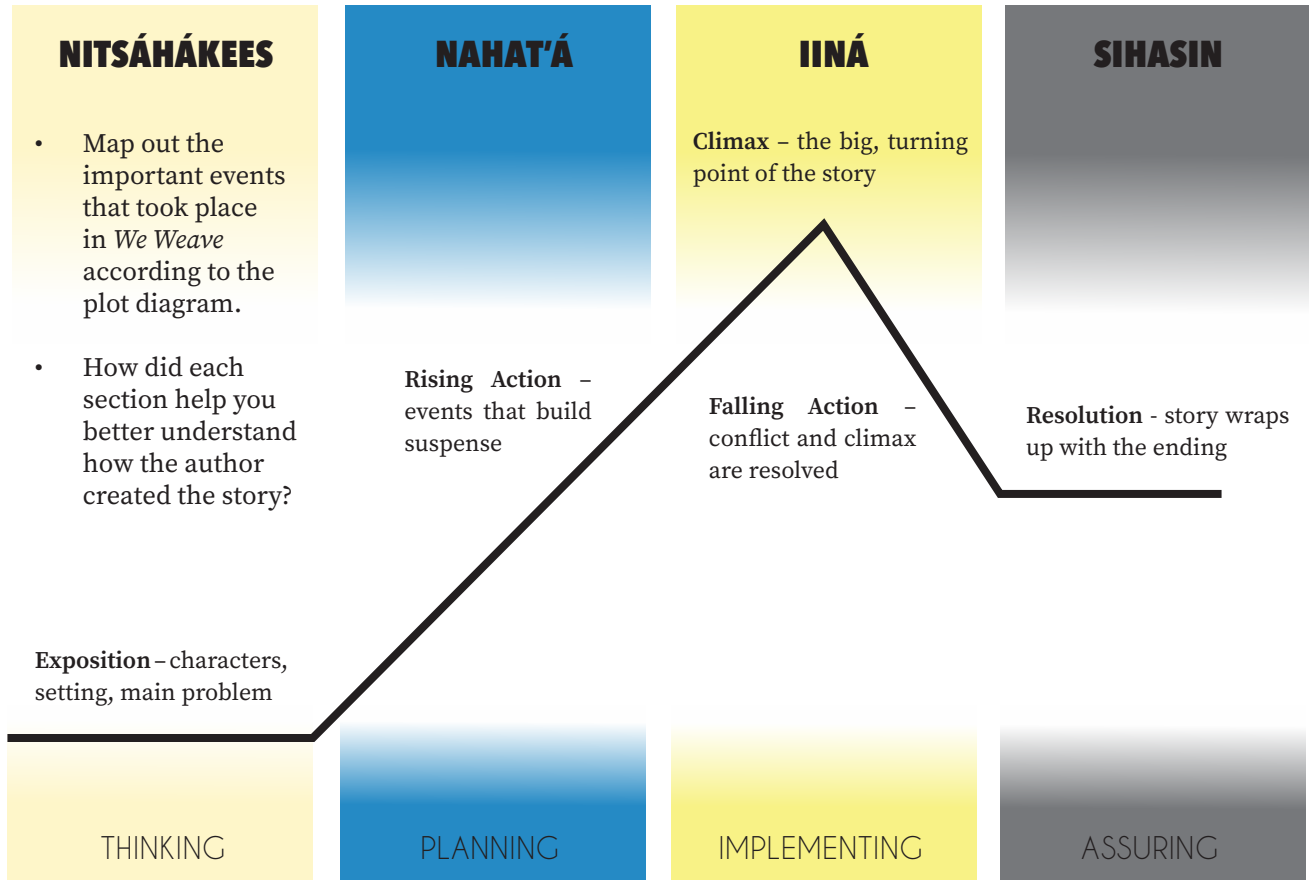 NITSÁHÁKEES
• Map out the
important events
that took place
in We Weave
according to the
plot diagram.
• How did each
section help you
better understand
how the author
created the story?
Exposition – characters,
setting, main problem
THINKING
NAHAT’Á
Rising Action –
events that build
suspense
PLANNING
IINÁ
Climax – the big, turning
point of the story
Falling Action –
conflict and climax
are resolved
IMPLEMENTING
SIHASIN
Resolution - story wraps
up with the ending
ASSURING